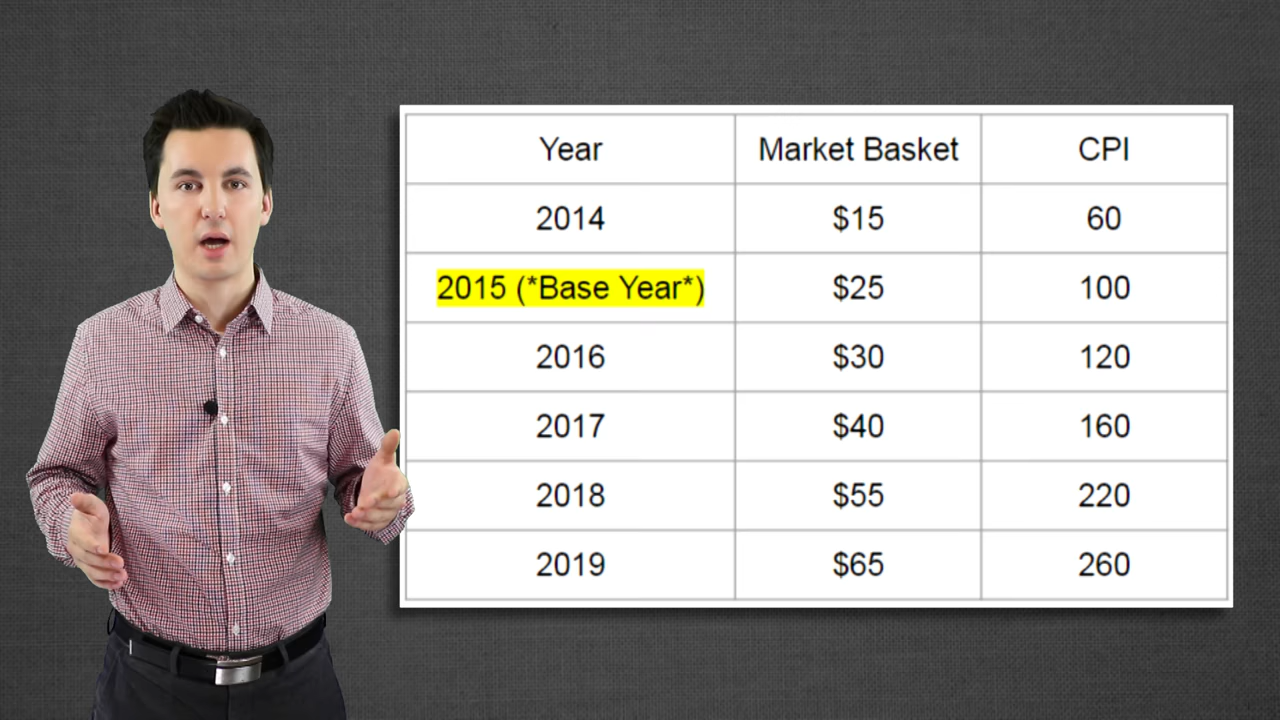 Year Market Basket CPI
2014 $15 60
2015 (*Base Year*) $25 100
2016 $30 120
2017 $40 160
2018 $55 220
2019 $65 260